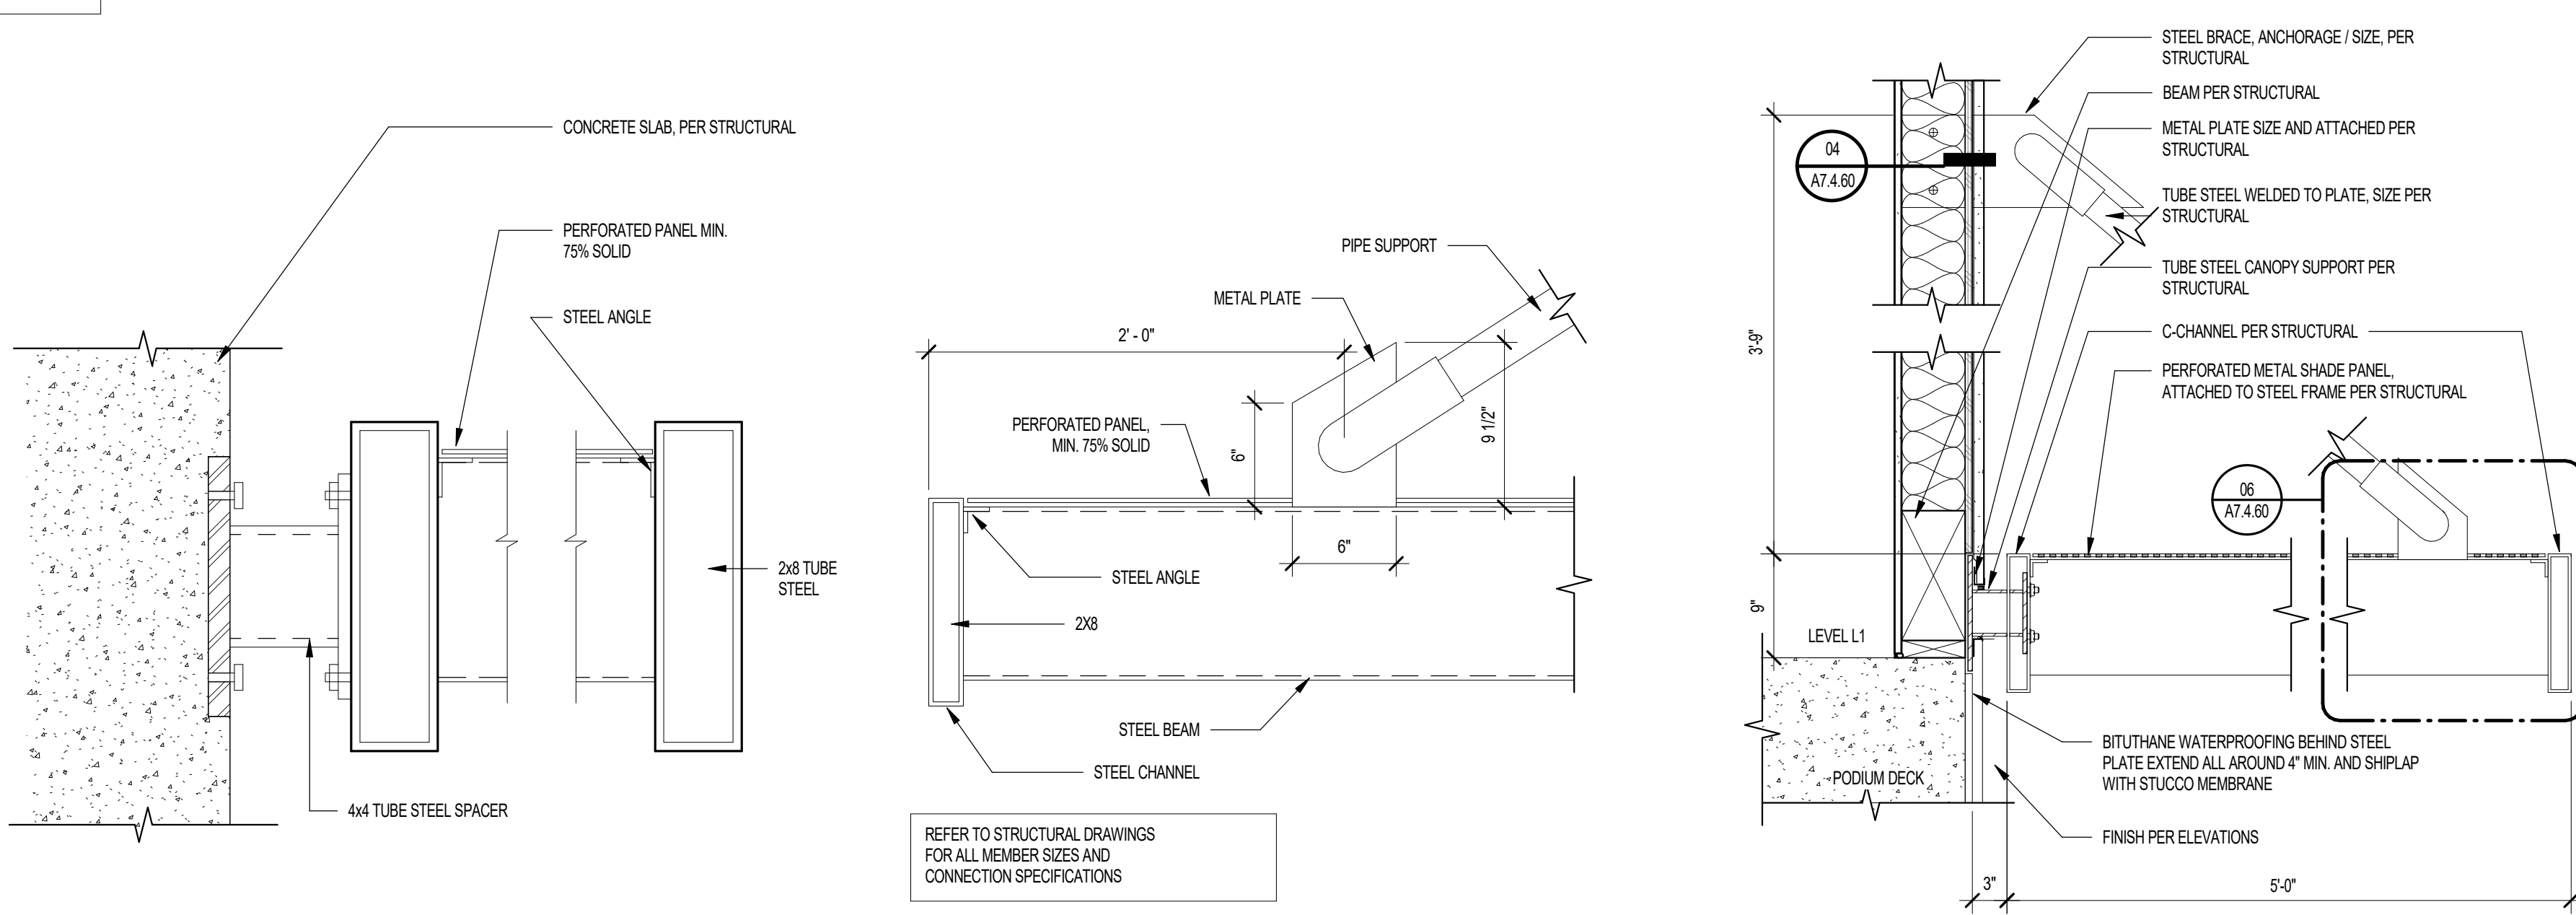 CONCRETE SLAB, PER STRUCTURAL
PERFORATED PANEL MIN.
75% SOLID
STEEL ANGLE
2x8 TUBE
STEEL
4x4 TUBE STEEL SPACER
PIPE SUPPORT
METAL PLATE
2' - 0"
PERFORATED PANEL,
MIN. 75% SOLID
6"
9 1/2"
6"
STEEL ANGLE
2X8
STEEL BEAM
STEEL CHANNEL
REFER TO STRUCTURAL DRAWINGS
FOR ALL MEMBER SIZES AND
CONNECTION SPECIFICATIONS
STEEL BRACE, ANCHORAGE / SIZE, PER
STRUCTURAL
BEAM PER STRUCTURAL
METAL PLATE SIZE AND ATTACHED PER
STRUCTURAL
04
A7.4.60
TUBE STEEL WELDED TO PLATE, SIZE PER
STRUCTURAL
TUBE STEEL CANOPY SUPPORT PER
STRUCTURAL
C-CHANNEL PER STRUCTURAL
3'-9"
PERFORATED METAL SHADE PANEL,
ATTACHED TO STEEL FRAME PER STRUCTURAL
06
A7.4.60
9"
LEVEL L1
PODIUM DECK
BITUTHANE WATERPROOFING BEHIND STEEL
PLATE EXTEND ALL AROUND 4" MIN. AND SHIPLAP
WITH STUCCO MEMBRANE
FINISH PER ELEVATIONS
3"
5'-0"